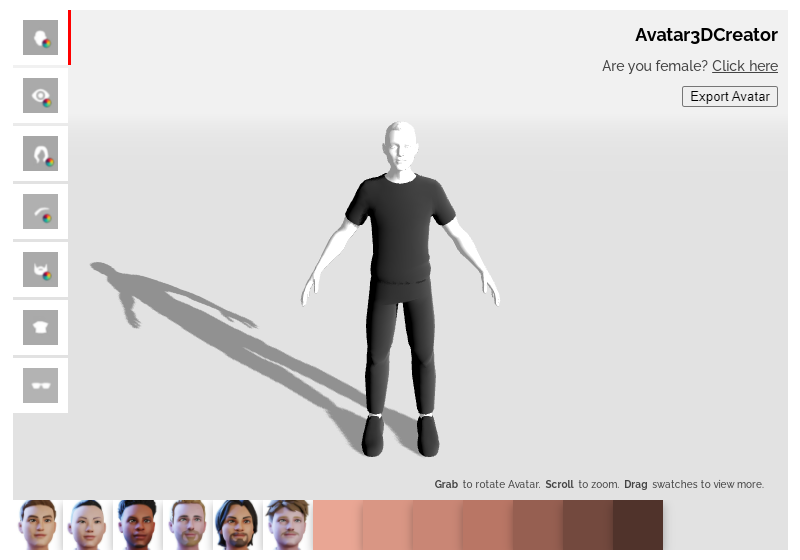 Avatar3DCreator
Are you female? Click here
Export Avatar
Grab to rotate Avatar. Scroll to zoom. Drag swatches to view more.